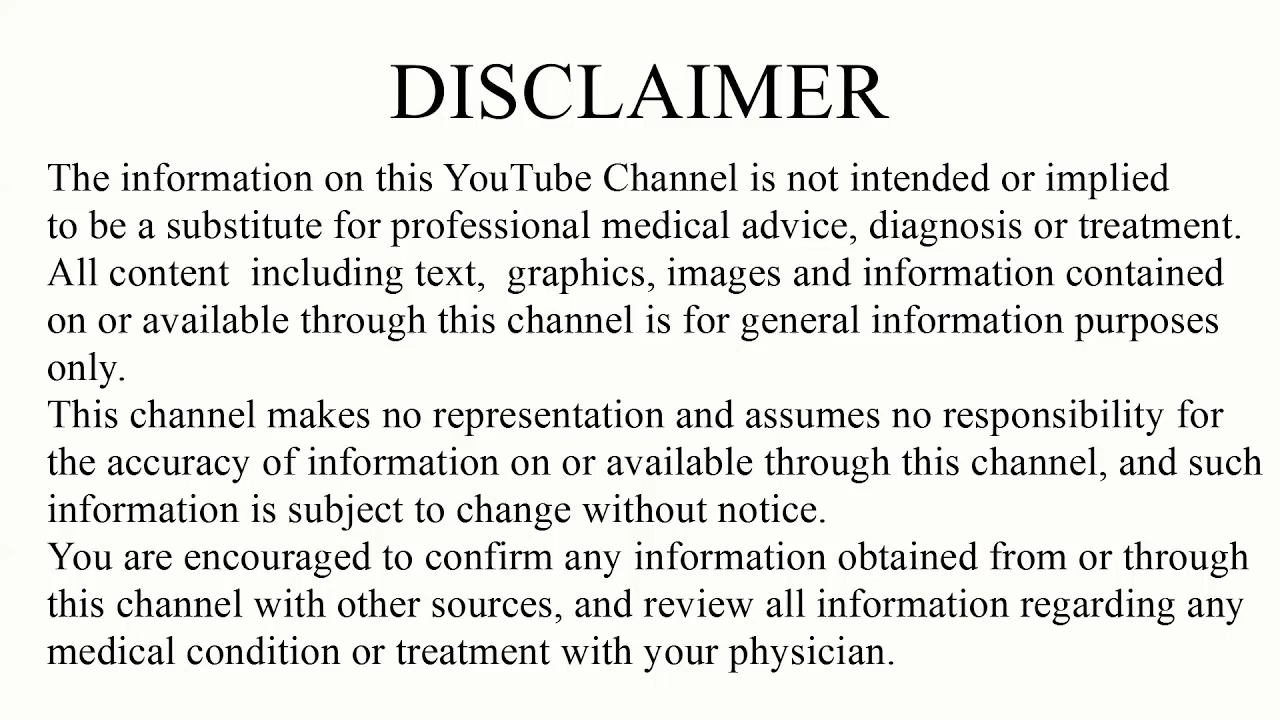 DISCLAIMER
The information on this YouTube Channel is not intended or implied
to be a substitute for professional medical advice, diagnosis or treatment.
All content  including text,  graphics, images and information contained
on or available through this channel is for general information purposes
only.
This channel makes no representation and assumes no responsibility for
the accuracy of information on or available through this channel, and such
information is subject to change without notice.
You are encouraged to confirm any information obtained from or through
this channel with other sources, and review all information regarding any
medical condition or treatment with your physician.